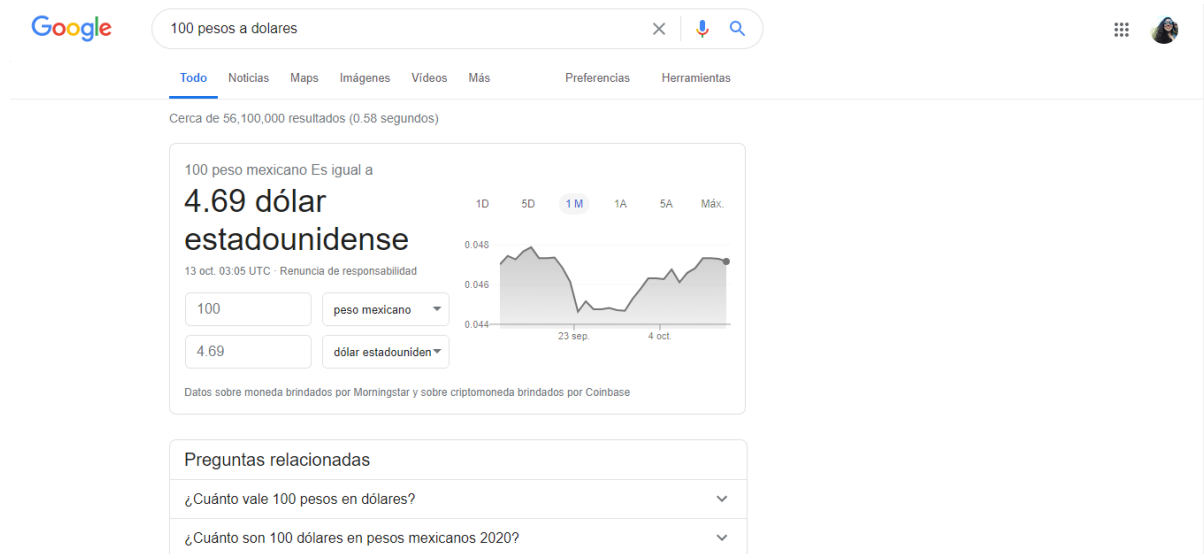 Google
100 pesos a dolares
Todo Noticias Maps Imágenes Vídeos Más Preferencias Herramientas
Cerca de 56,100,000 resultados (0.58 segundos)
100 peso mexicano Es igual a
4.69 dólar
estadounidense
13 oct. 03:05 UTC · Renuncia de responsabilidad
100 peso mexicano
4.69 dólar estadouniden
1D 5D 1 M 1A 5A Máx.
0.048
0.046
0.044
23 sep. 4 oct.
Datos sobre moneda brindados por Morningstar y sobre criptomoneda brindados por Coinbase
Preguntas relacionadas
¿Cuánto vale 100 pesos en dólares?
¿Cuánto son 100 dólares en pesos mexicanos 2020?